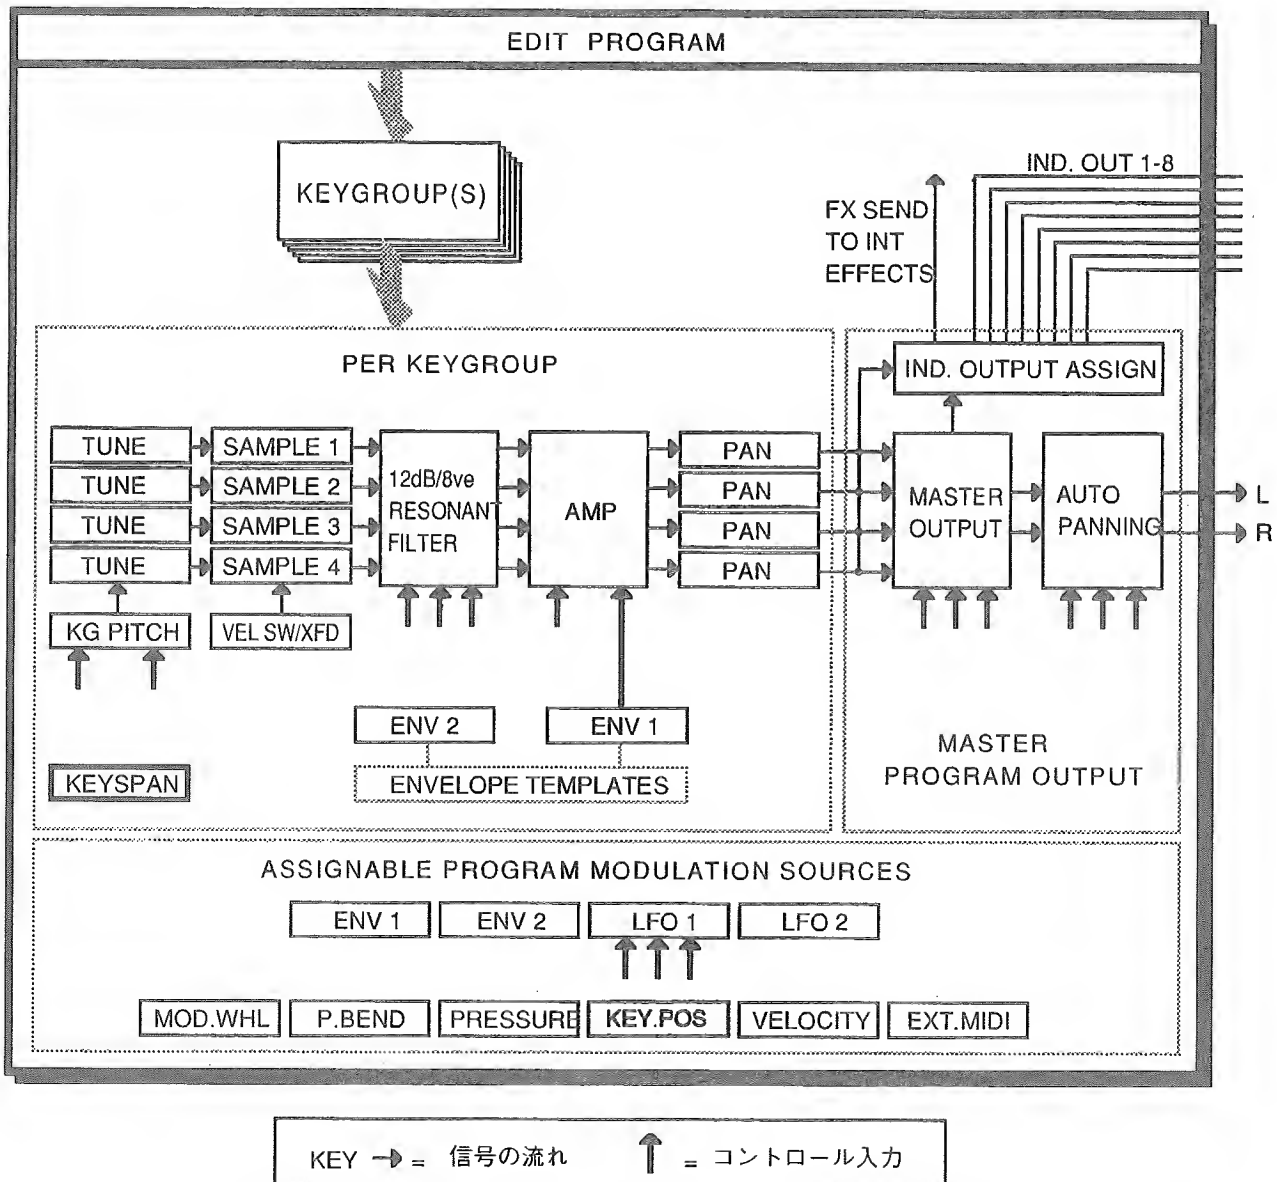 EDIT PROGRAM
KEYGROUP(S)
IND. OUT 1-8
FX SEND
TO INT
EFFECTS
PER KEYGROUP
IND. OUTPUT ASSIGN
TUNE
SAMPLE 1
TUNE
SAMPLE 2
TUNE
SAMPLE 3
TUNE
SAMPLE 4
12dB/8ve
RESONANT
FILTER
AMP
PAN
PAN
PAN
PAN
MASTER
OUTPUT
AUTO
PANNING
L
R
KG PITCH
VEL SW/XFD
ENV 2
ENV 1
KEYSPAN
ENVELOPE TEMPLATES
MASTER
PROGRAM OUTPUT
ASSIGNABLE PROGRAM MODULATION SOURCES
ENV 1
ENV 2
LFO 1
LFO 2
MOD.WHL
P.BEND
PRESSURE
KEY.POS
VELOCITY
EXT.MIDI
KEY = 信号の流れ = コントロール入力